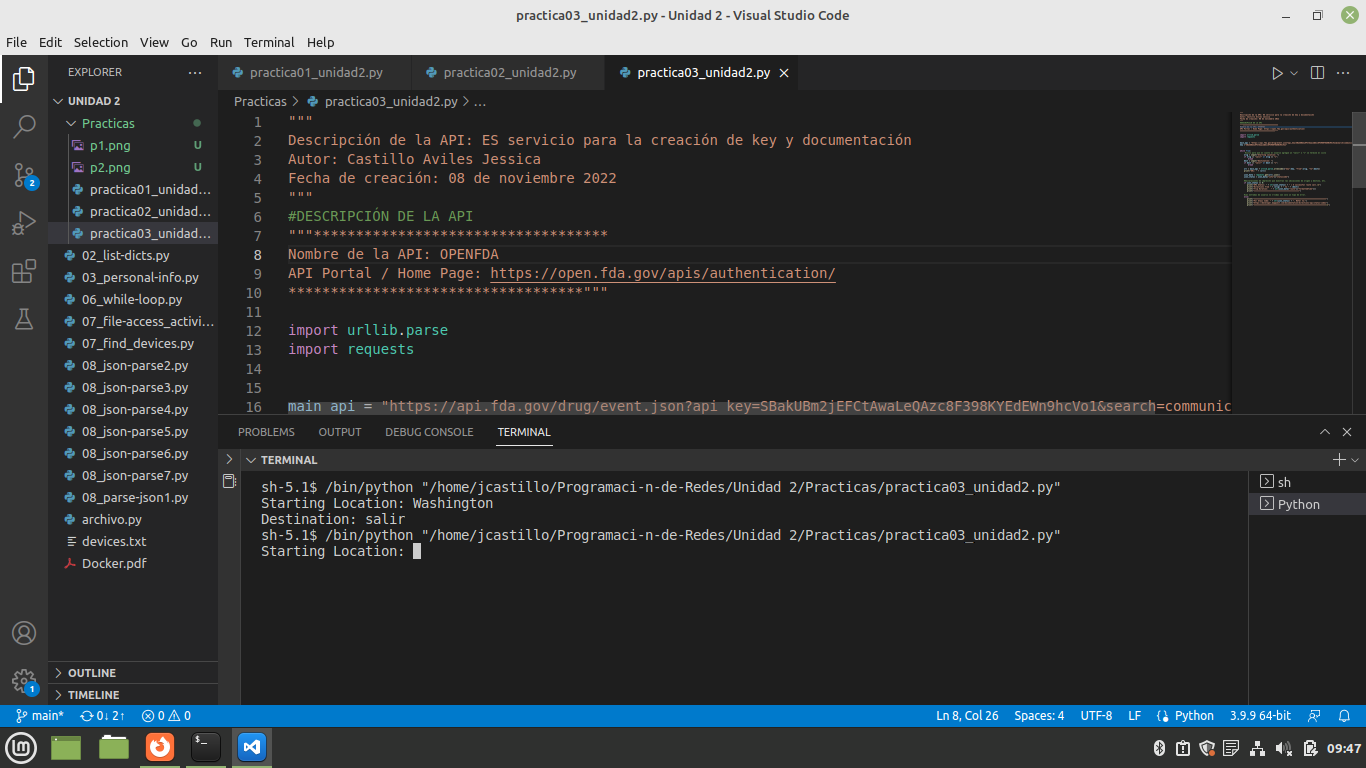 practica03_unidad2.py - Unidad 2 - Visual Studio Code
File Edit Selection View Go Run Terminal Help
EXPLORER
UNIDAD 2
Practicas
p1.png U
p2.png U
practica01_unidad...
practica02_unidad...
practica03_unidad...
02_list-dicts.py
03_personal-info.py
06_while-loop.py
07_file-access_activi...
07_find_devices.py
08_json-parse2.py
08_json-parse3.py
08_json-parse4.py
08_json-parse5.py
08_json-parse6.py
08_json-parse7.py
08_parse-json1.py
archivo.py
devices.txt
Docker.pdf
OUTLINE
TIMELINE
2
1
practica01_unidad2.py practica02_unidad2.py practica03_unidad2.py
Practicas > practica03_unidad2.py > ...
1 """
2 Descripción de la API: ES servicio para la creación de key y documentación
3 Autor: Castillo Aviles Jessica
4 Fecha de creación: 08 de noviembre 2022
5 """
6 #DESCRIPCIÓN DE LA API
7 """***********************************
8 Nombre de la API: OPENFDA
9 API Portal / Home Page: https://open.fda.gov/apis/authentication/
10 ***********************************"""
11
12 import urllib.parse
13 import requests
14
15
16 main_api = "https://api.fda.gov/drug/event.json?api_key=SBakUBm2jEFCtAwaLeQAzc8F398KYEdEWn9hcVo1&search=communic
PROBLEMS OUTPUT DEBUG CONSOLE TERMINAL
TERMINAL
sh-5.1$ /bin/python "/home/jcastillo/Programaci-n-de-Redes/Unidad 2/Practicas/practica03_unidad2.py"
Starting Location: Washington
Destination: salir
sh-5.1$ /bin/python "/home/jcastillo/Programaci-n-de-Redes/Unidad 2/Practicas/practica03_unidad2.py"
Starting Location:
sh
Python
main* 0↓ 2↑ 0 0 Ln 8, Col 26 Spaces: 4 UTF-8 LF Python 3.9.9 64-bit
09:47